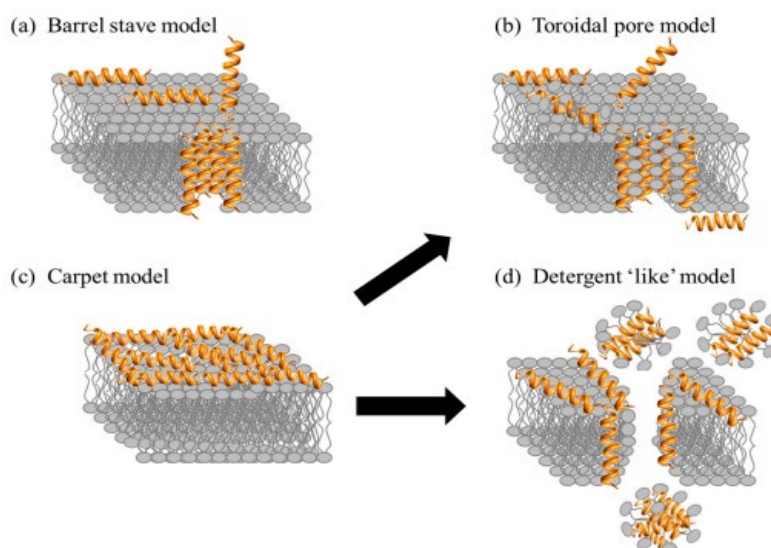 (a) Barrel stave model
(b) Toroidal pore model
(c) Carpet model
(d) Detergent ‘like’ model